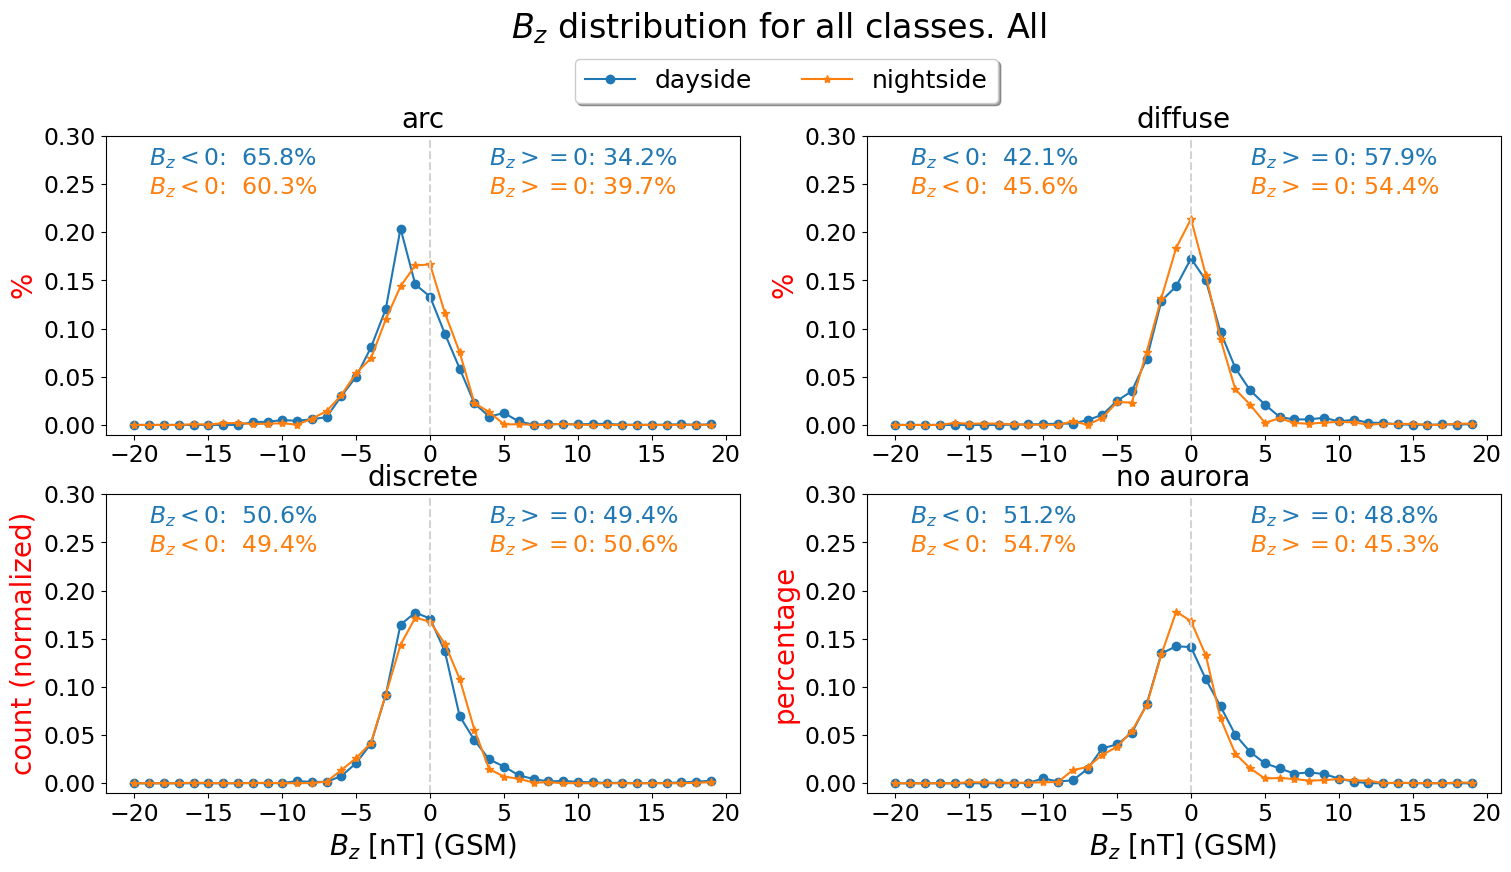 B_z distribution for all classes. All
dayside nightside
arc
B_z < 0: 65.8% B_z >= 0: 34.2%
B_z < 0: 60.3% B_z >= 0: 39.7%
0.30
0.25
0.20
0.15
0.10
0.05
0.00
%
−20 −15 −10 −5 0 5 10 15 20
diffuse
B_z < 0: 42.1% B_z >= 0: 57.9%
B_z < 0: 45.6% B_z >= 0: 54.4%
0.30
0.25
0.20
0.15
0.10
0.05
0.00
%
−20 −15 −10 −5 0 5 10 15 20
discrete
B_z < 0: 50.6% B_z >= 0: 49.4%
B_z < 0: 49.4% B_z >= 0: 50.6%
0.30
0.25
0.20
0.15
0.10
0.05
0.00
count (normalized)
−20 −15 −10 −5 0 5 10 15 20
B_z [nT] (GSM)
no aurora
B_z < 0: 51.2% B_z >= 0: 48.8%
B_z < 0: 54.7% B_z >= 0: 45.3%
0.30
0.25
0.20
0.15
0.10
0.05
0.00
percentage
−20 −15 −10 −5 0 5 10 15 20
B_z [nT] (GSM)